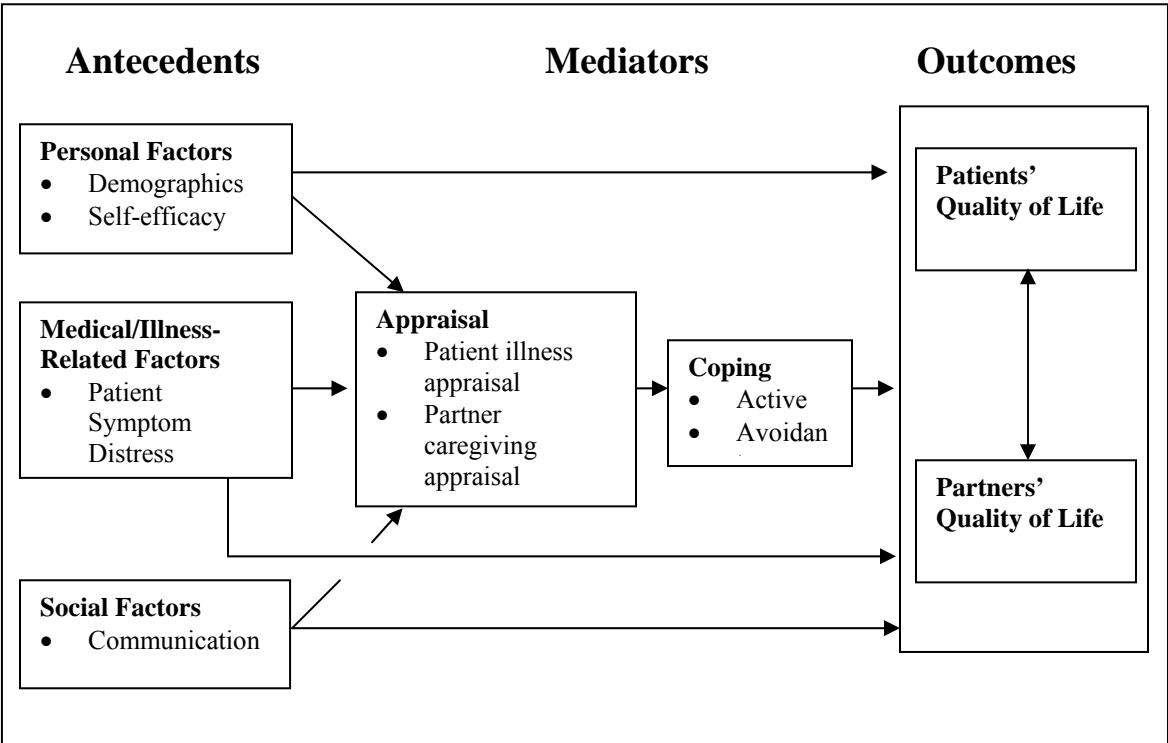 Antecedents
Mediators
Outcomes
Personal Factors
• Demographics
• Self-efficacy
Medical/Illness-
Related Factors
• Patient
Symptom
Distress
Social Factors
• Communication
Appraisal
• Patient illness
appraisal
• Partner
caregiving
appraisal
Coping
• Active
• Avoidan
Patients’
Quality of Life
Partners’
Quality of Life